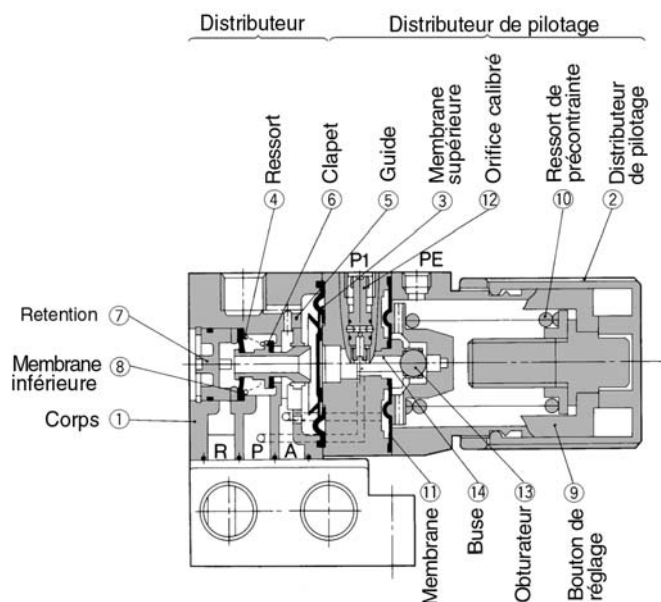 Distributeur
Distributeur de pilotage
④ Ressort
⑥ Clapet
⑤ Guide
③ Membrane
supérieure
⑫ Orifice calibré
⑩ Ressort de
précontrainte
② Distributeur
de pilotage
P1
PE
Retention ⑦
Membrane ⑧
inférieure
Corps ①
R
P
A
⑪ Membrane
⑭ Buse
⑬ Obturateur
⑨ Bouton de
réglage